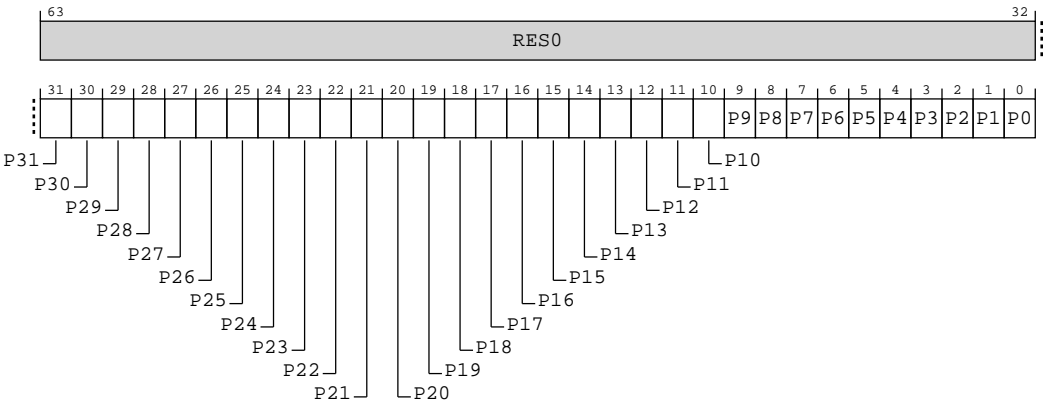 63 32
RES0
31 30 29 28 27 26 25 24 23 22 21 20 19 18 17 16 15 14 13 12 11 10 9 8 7 6 5 4 3 2 1 0
P9 P8 P7 P6 P5 P4 P3 P2 P1 P0
P31 P10
P30 P11
P29 P12
P28 P13
P27 P14
P26 P15
P25 P16
P24 P17
P23 P18
P22 P19
P21 P20